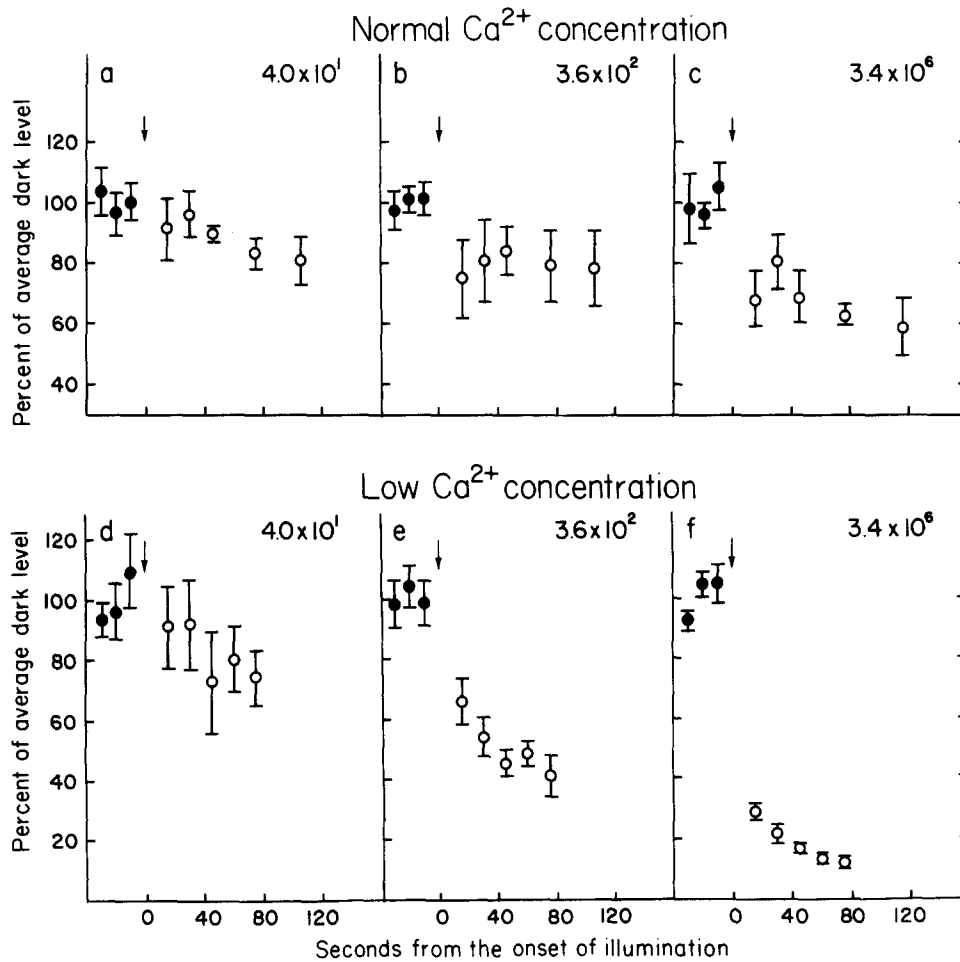 Normal Ca²⁺ concentration
a 4.0x10¹ b 3.6x10² c 3.4x10⁶
Percent of average dark level
120
100
80
60
40
Low Ca²⁺ concentration
d 4.0x10¹ e 3.6x10² f 3.4x10⁶
Percent of average dark level
120
100
80
60
40
20
0 40 80 120 0 40 80 120 0 40 80 120
Seconds from the onset of illumination